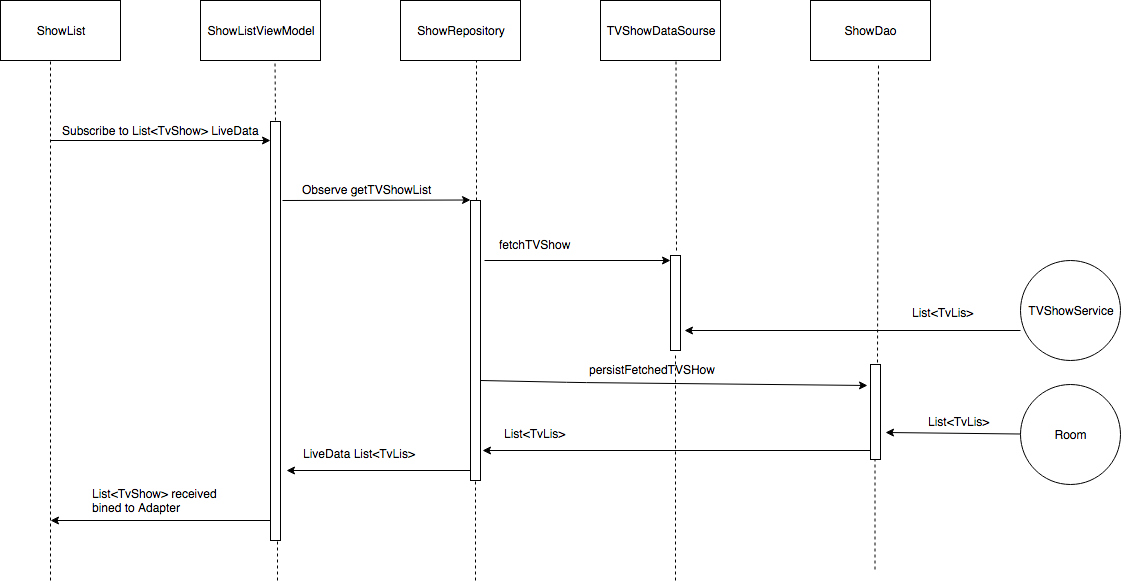 ShowList
ShowListViewModel
ShowRepository
TVShowDataSourse
ShowDao
Subscribe to List<TvShow> LiveData
Observe getTVShowList
fetchTVShow
List<TvLis>
TVShowService
persistFetchedTVSHow
List<TvLis>
Room
List<TvLis>
LiveData List<TvLis>
List<TvShow> received
bined to Adapter